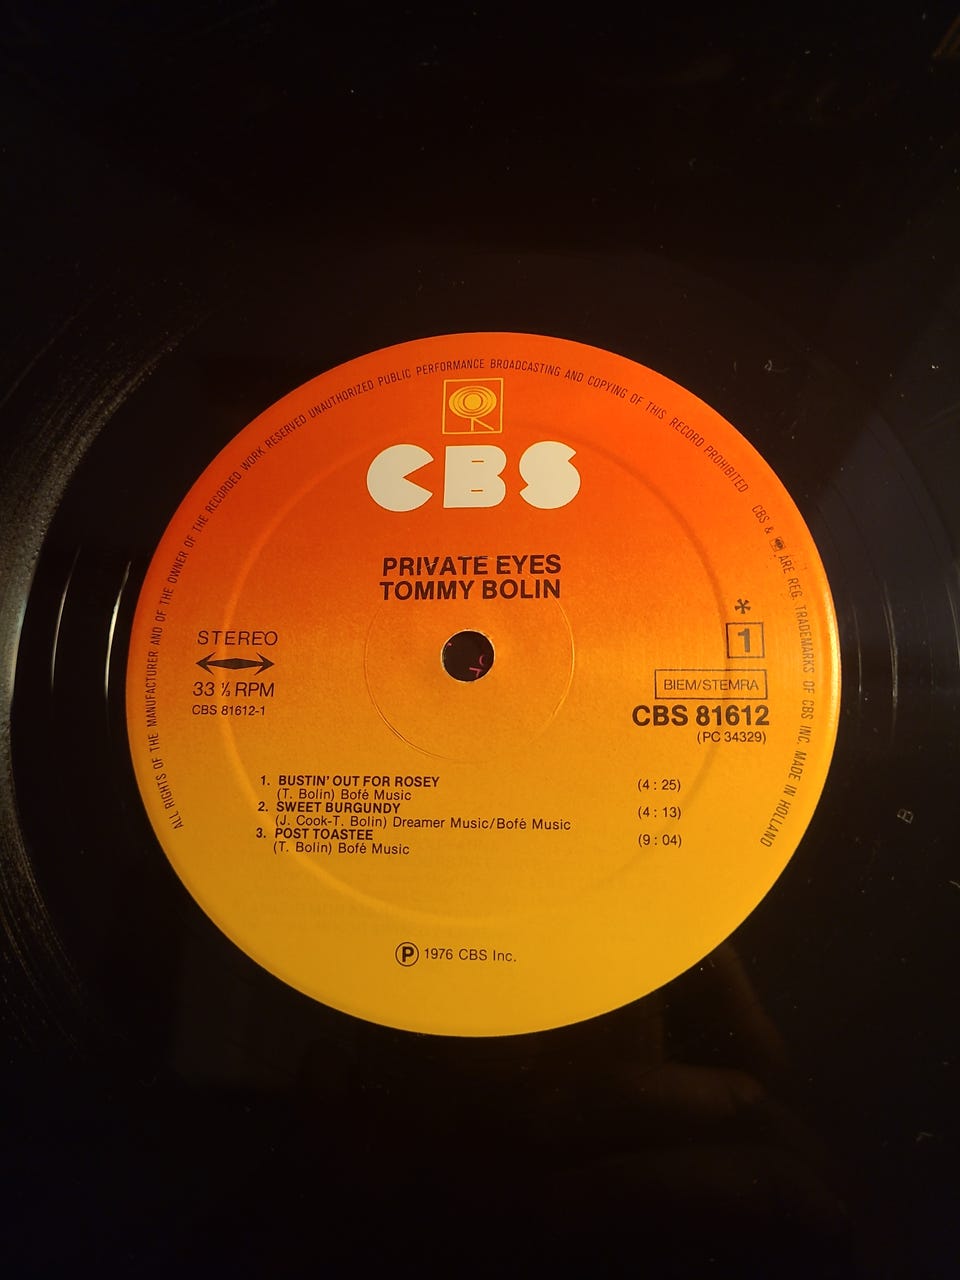 ALL RIGHTS OF THE MANUFACTURER AND OF THE OWNER OF THE RECORDED WORK RESERVED UNAUTHORIZED PUBLIC PERFORMANCE BROADCASTING AND COPYING OF THIS RECORD PROHIBITED CBS & ARE REG. TRADEMARKS OF CBS INC. MADE IN HOLLAND
CBS
PRIVATE EYES
TOMMY BOLIN
STEREO
33 ⅓ RPM
CBS 81612-1
*
1
BIEM/STEMRA
CBS 81612
(PC 34329)
1. BUSTIN' OUT FOR ROSEY (4 : 25)
(T. Bolin) Bofé Music
2. SWEET BURGUNDY (4 : 13)
(J. Cook-T. Bolin) Dreamer Music/Bofé Music
3. POST TOASTEE (9 : 04)
(T. Bolin) Bofé Music
Ⓟ 1976 CBS Inc.